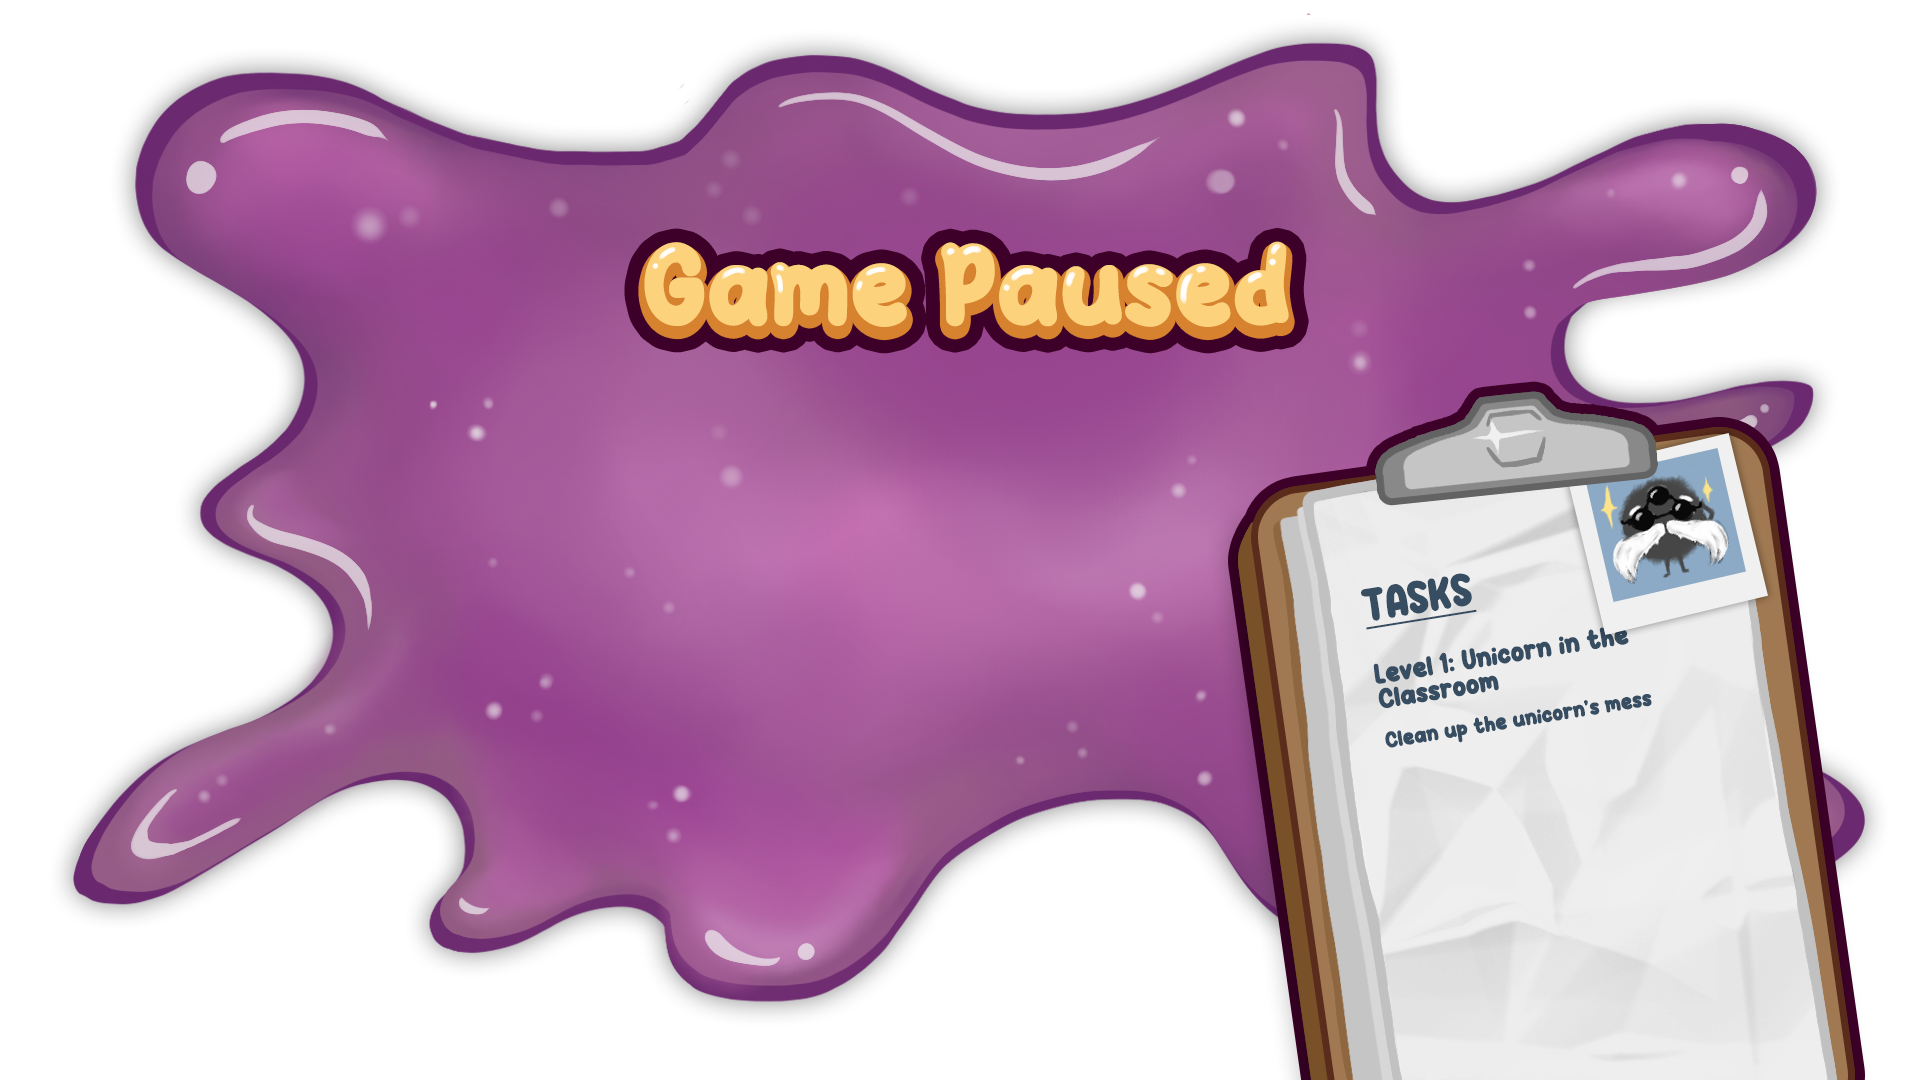 Game Paused
TASKS
Level 1: Unicorn in the
Classroom
Clean up the unicorn's mess